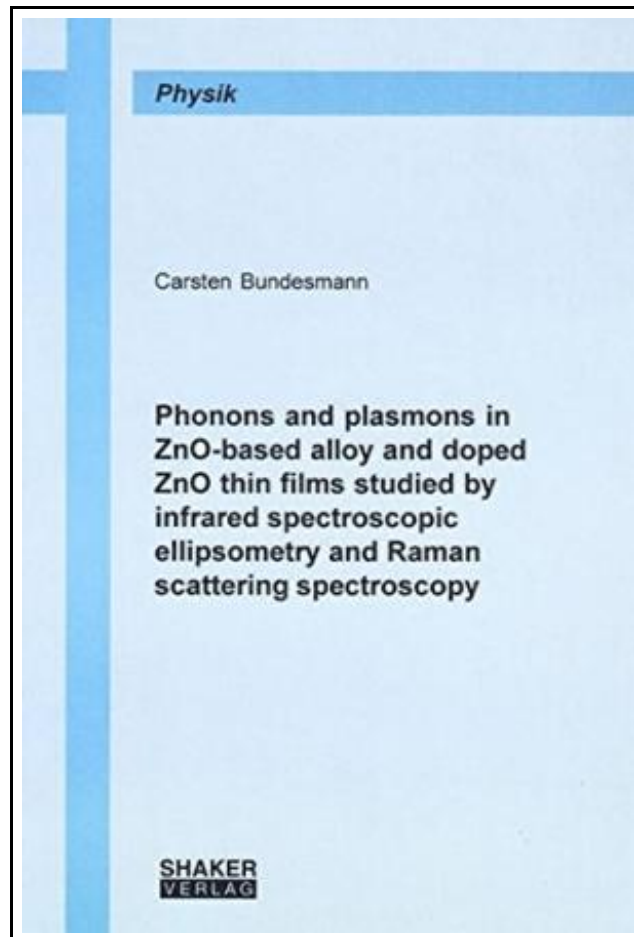 Physik
Carsten Bundesmann
Phonons and plasmons in
ZnO-based alloy and doped
ZnO thin films studied by
infrared spectroscopic
ellipsometry and Raman
scattering spectroscopy
SHAKER
VERLAG